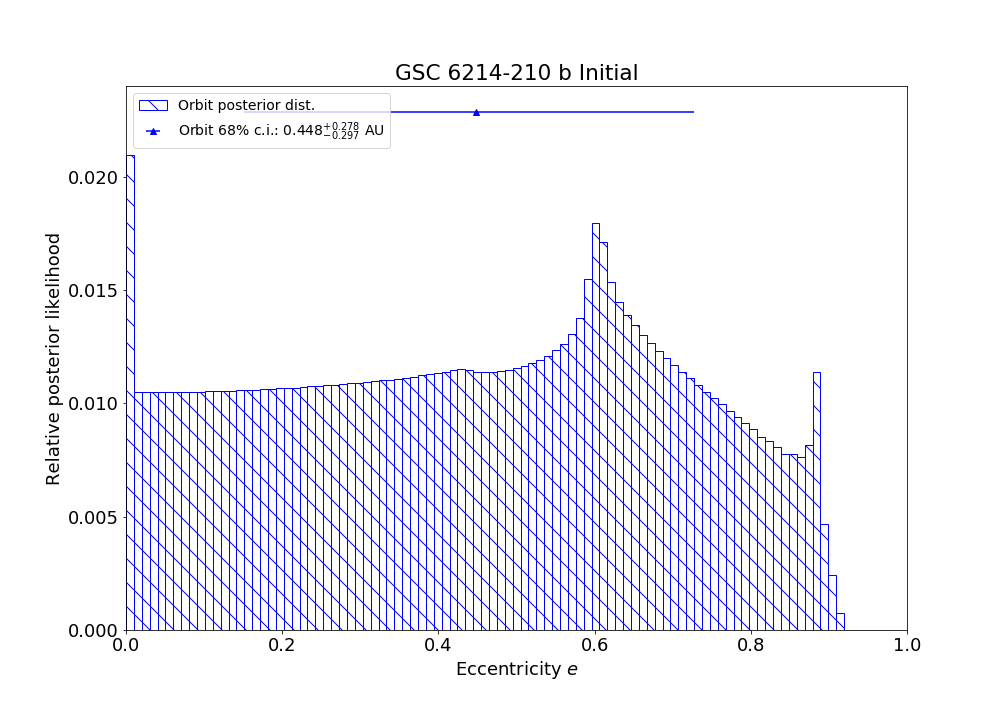 GSC 6214-210 b Initial
Orbit posterior dist.
Orbit 68% c.i.: 0.448+0.278−0.297 AU
Relative posterior likelihood
0.020
0.015
0.010
0.005
0.000
0.0 0.2 0.4 0.6 0.8 1.0
Eccentricity e